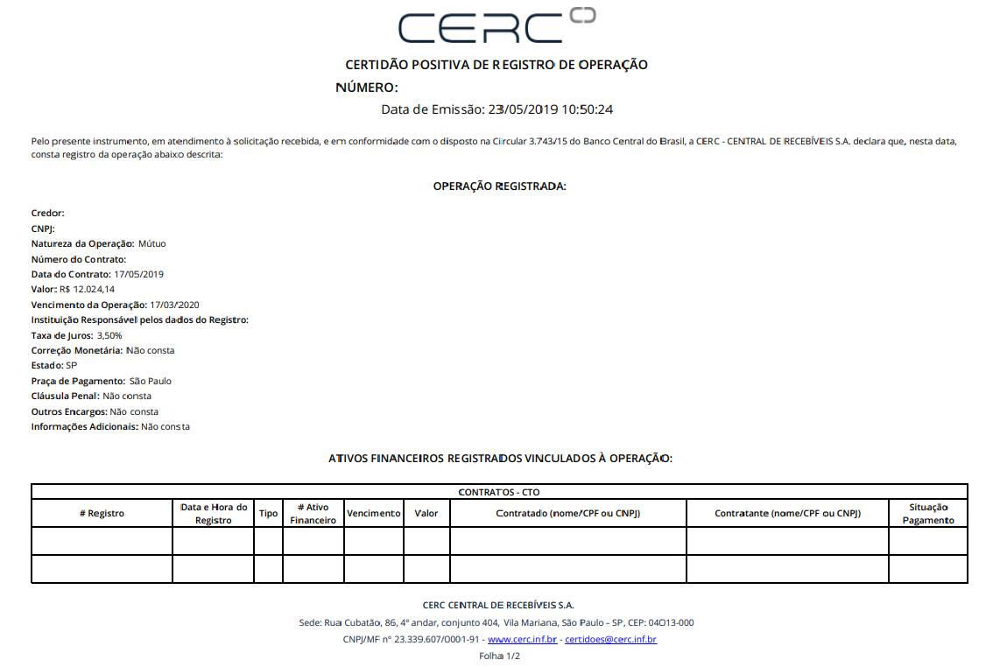 CERC
CERTIDÃO POSITIVA DE REGISTRO DE OPERAÇÃO
NÚMERO:
Data de Emissão: 23/05/2019 10:50:24
Pelo presente instrumento, em atendimento à solicitação recebida, e em conformidade com o disposto na Circular 3.743/15 do Banco Central do Brasil, a CERC - CENTRAL DE RECEBÍVEIS S.A. declara que, nesta data,
consta registro da operação abaixo descrita:
OPERAÇÃO REGISTRADA:
Credor:
CNPJ:
Natureza da Operação: Mútuo
Número do Contrato:
Data do Contrato: 17/05/2019
Valor: R$ 12.024,14
Vencimento da Operação: 17/03/2020
Instituição Responsável pelos dados do Registro:
Taxa de Juros: 3,50%
Correção Monetária: Não consta
Estado: SP
Praça de Pagamento: São Paulo
Cláusula Penal: Não consta
Outros Encargos: Não consta
Informações Adicionais: Não consta
ATIVOS FINANCEIROS REGISTRADOS VINCULADOS À OPERAÇÃO:
CONTRATOS - CTO
# Registro
Data e Hora do
Registro
Tipo
# Ativo
Financeiro
Vencimento
Valor
Contratado (nome/CPF ou CNPJ)
Contratante (nome/CPF ou CNPJ)
Situação
Pagamento
CERC CENTRAL DE RECEBÍVEIS S.A.
Sede: Rua Cubatão, 86, 4º andar, conjunto 404, Vila Mariana, São Paulo - SP, CEP: 04013-000
CNPJ/MF nº 23.339.607/0001-91 - www.cerc.inf.br - certidoes@cerc.inf.br
Folha 1/2